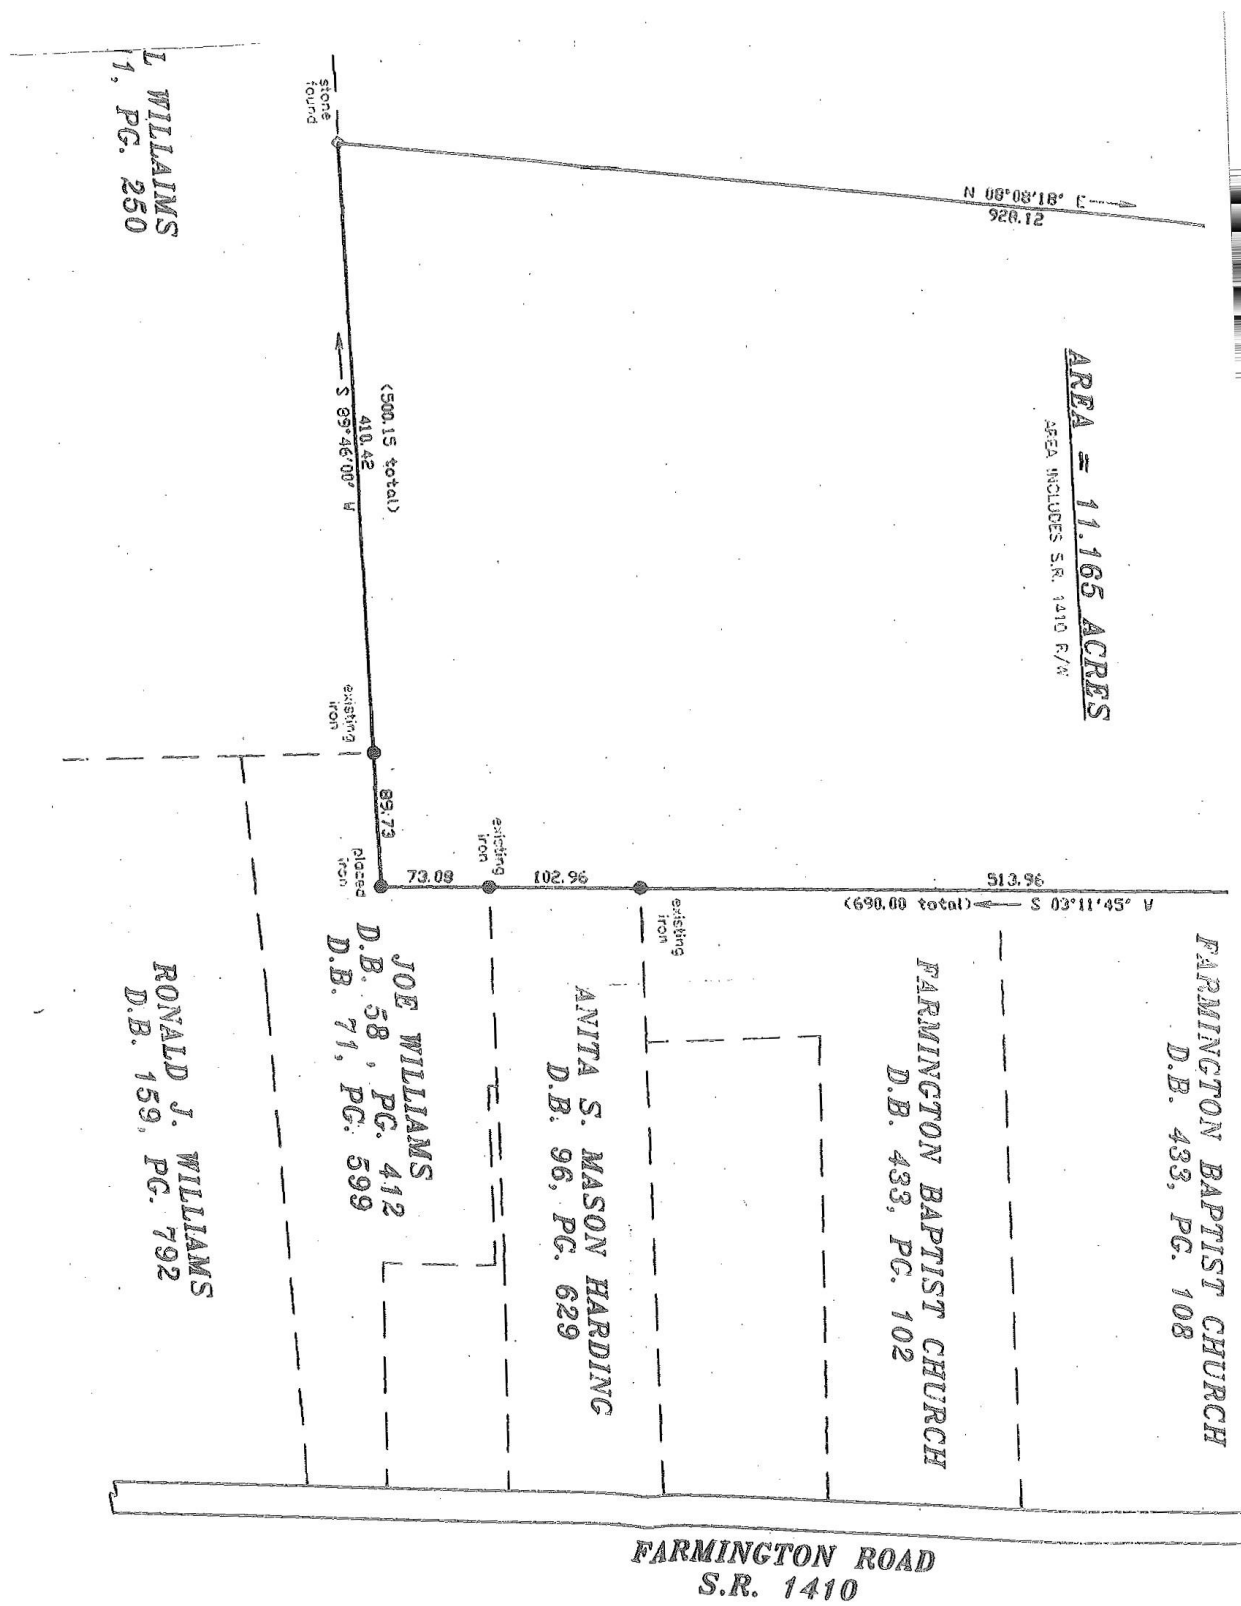 L WILLAIMS
1, PG. 250
stone
found
N 08°08'18" E
928.12
AREA = 11.165 ACRES
AREA INCLUDES S.R. 1410 R/W
(500.15 total)
410.42
S 89°46'00" W
existing
iron
89.73
placed
iron
73.08
existing
iron
102.96
existing
iron
513.96
(690.00 total)
S 03°11'45" W
FARMINGTON BAPTIST CHURCH
D.B. 433, PG. 108
FARMINGTON BAPTIST CHURCH
D.B. 433, PG. 102
ANITA S. MASON HARDING
D.B. 96, PG. 629
JOE WILLIAMS
D.B. 58 , PG. 412
D.B. 71, PG. 599
RONALD J. WILLIAMS
D.B. 159, PG. 792
FARMINGTON ROAD
S.R. 1410